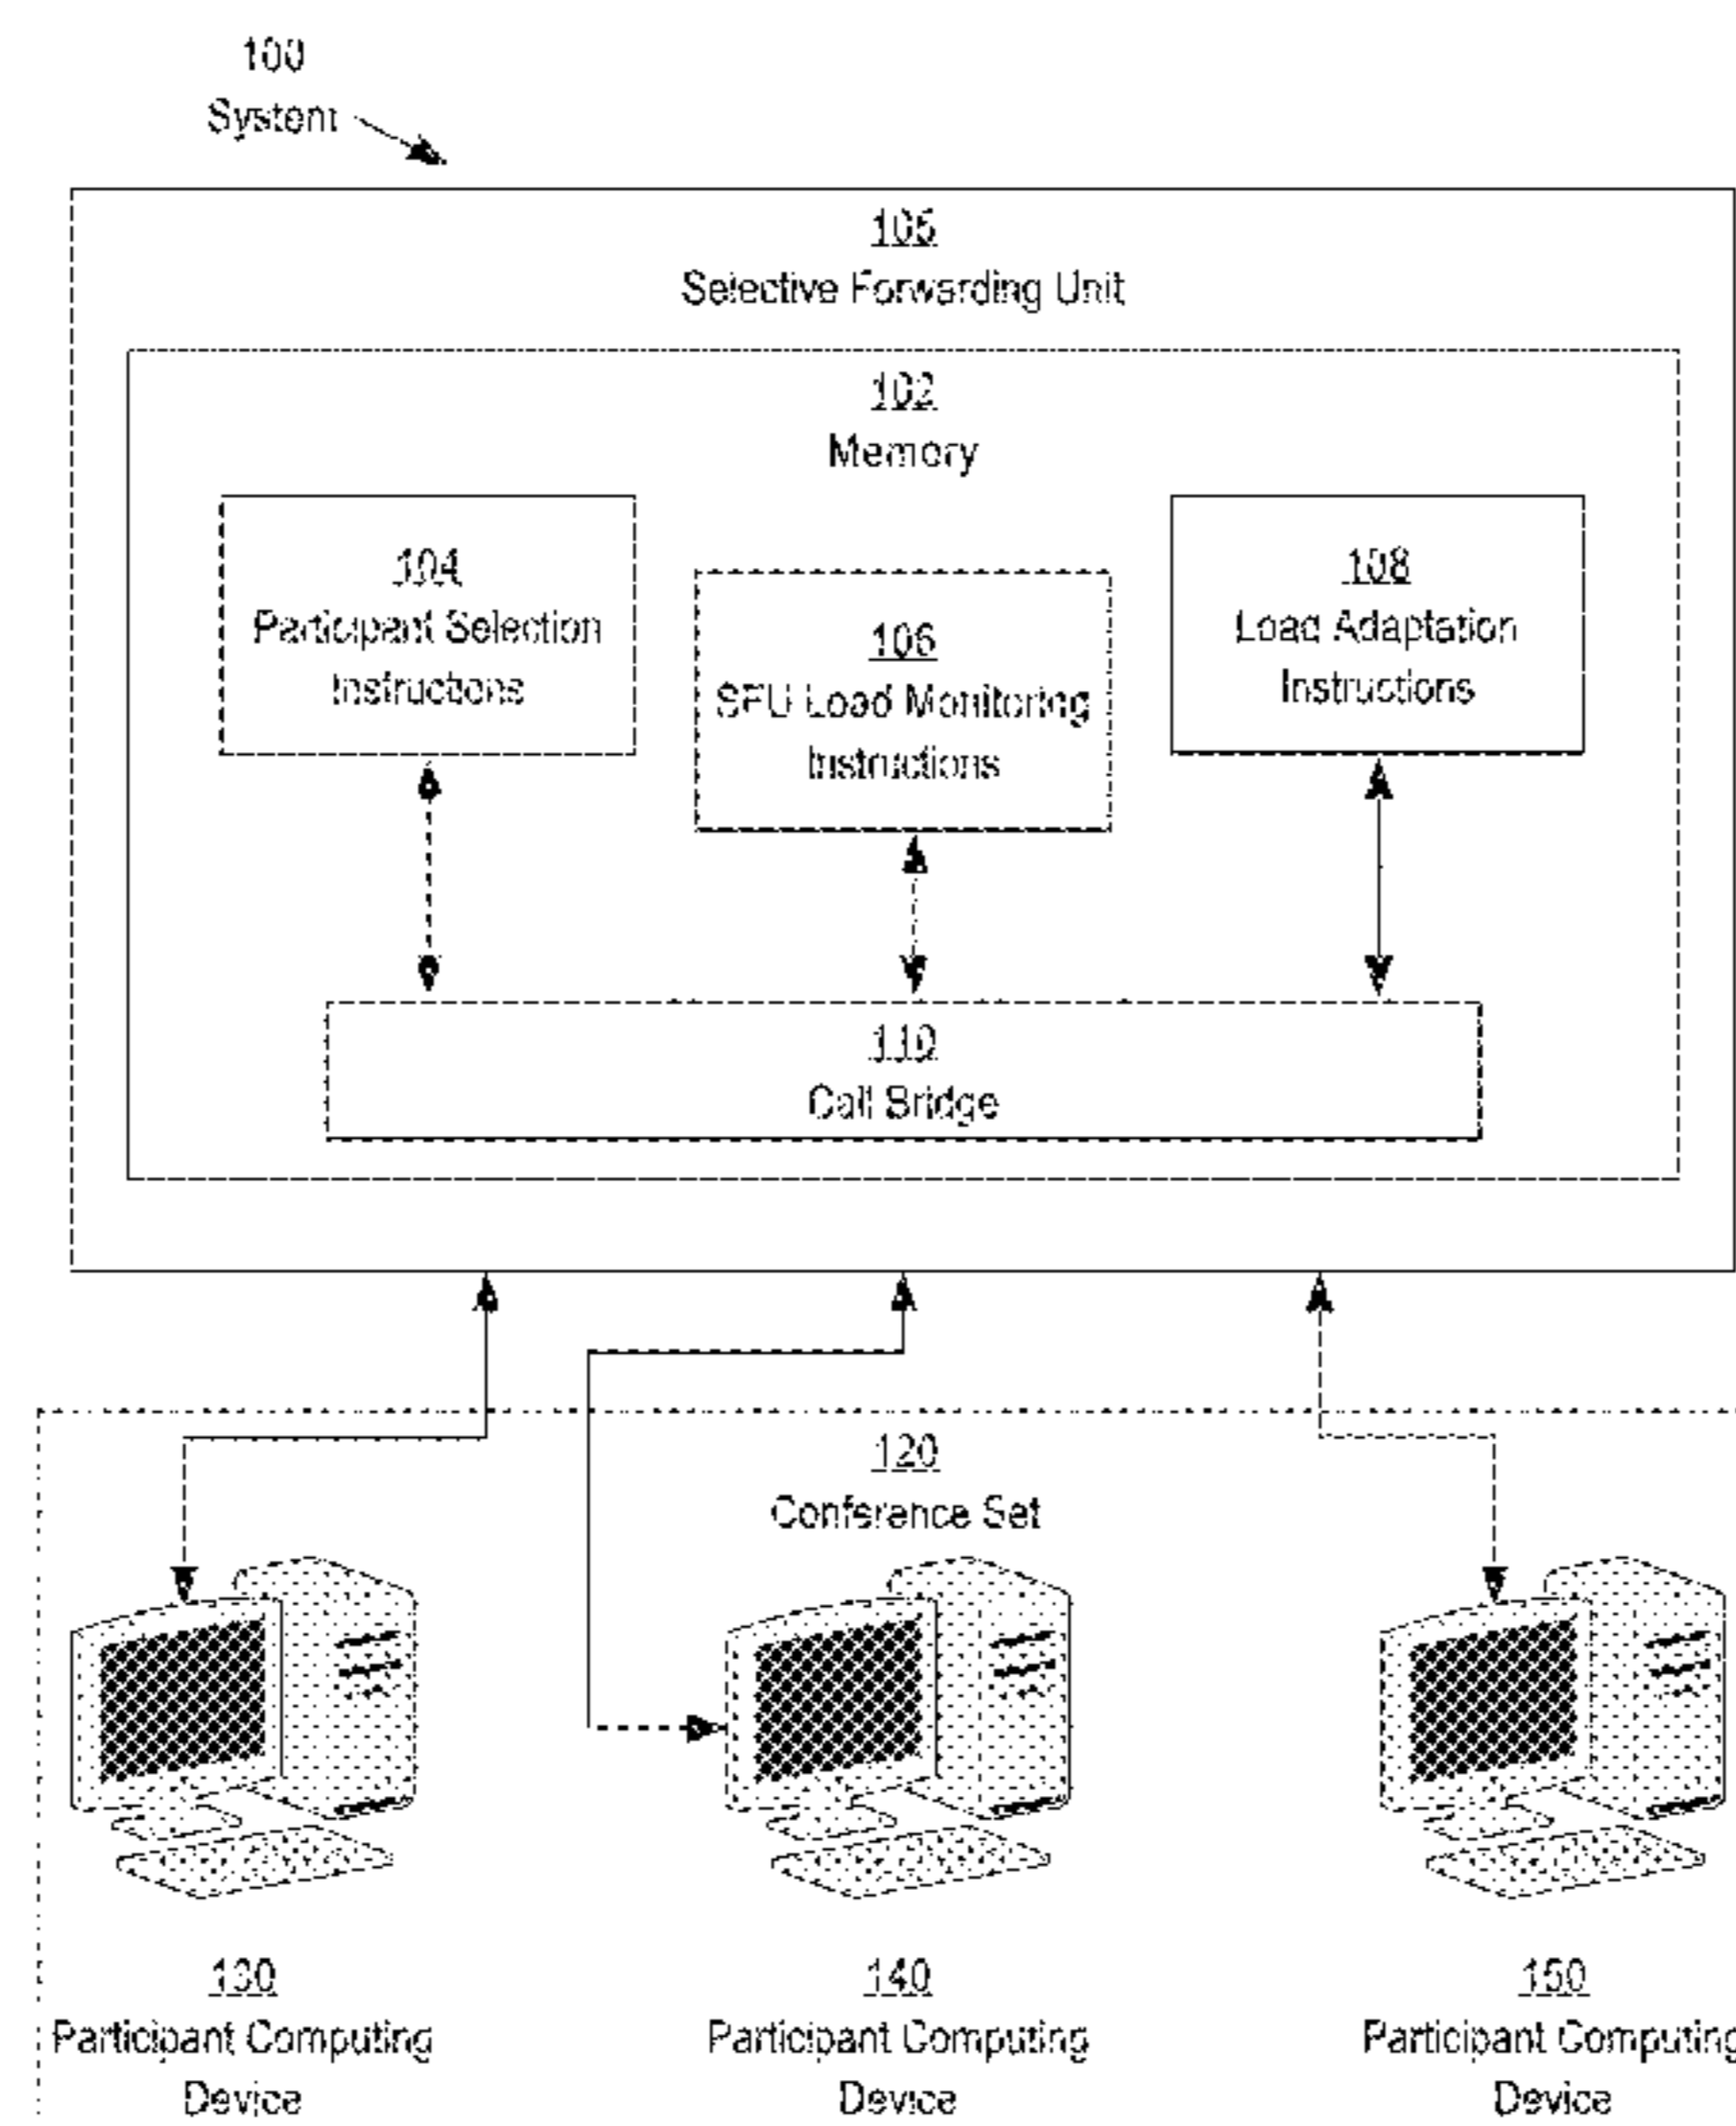 100
System
105
Selective Forwarding Unit
102
Memory
104
Participant Selection
Instructions
106
SFU Load Monitoring
Instructions
108
Load Adaptation
Instructions
110
Call Bridge
120
Conference Set
130
Participant Computing
Device
140
Participant Computing
Device
150
Participant Computing
Device